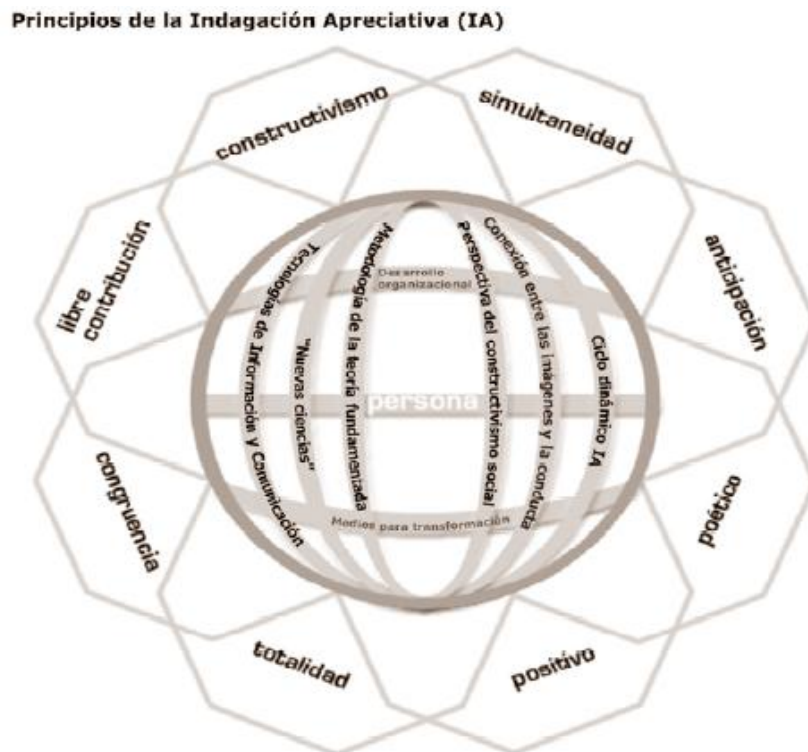 Principios de la Indagación Apreciativa (IA)
constructivismo
simultaneidad
libre
contribución
anticipación
Tecnologías de Información y Comunicación
"Nuevas ciencias"
Metodología de la teoría fundamentada
Desarrollo
organizacional
Perspectiva del constructivismo social
Conexión entre las imágenes y la conducta
Ciclo dinámico IA
persona
Medios para transformación
congruencia
poético
totalidad
positivo